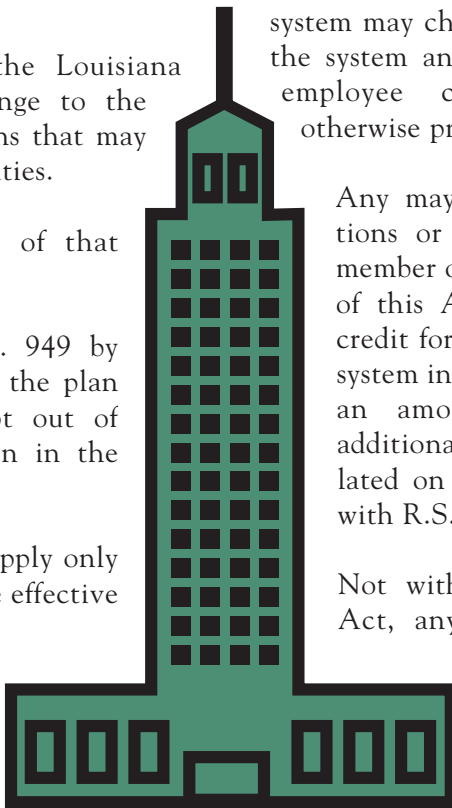 the Louisiana
nge to the
ns that may
ties.
of that
. 949 by
the plan
pt out of
n in the
pply only
e effective
system may ch
the system an
employee c
otherwise pr
Any may
tions or
member o
of this A
credit for
system in
an amo
additiona
lated on
with R.S.
Not with
Act, any